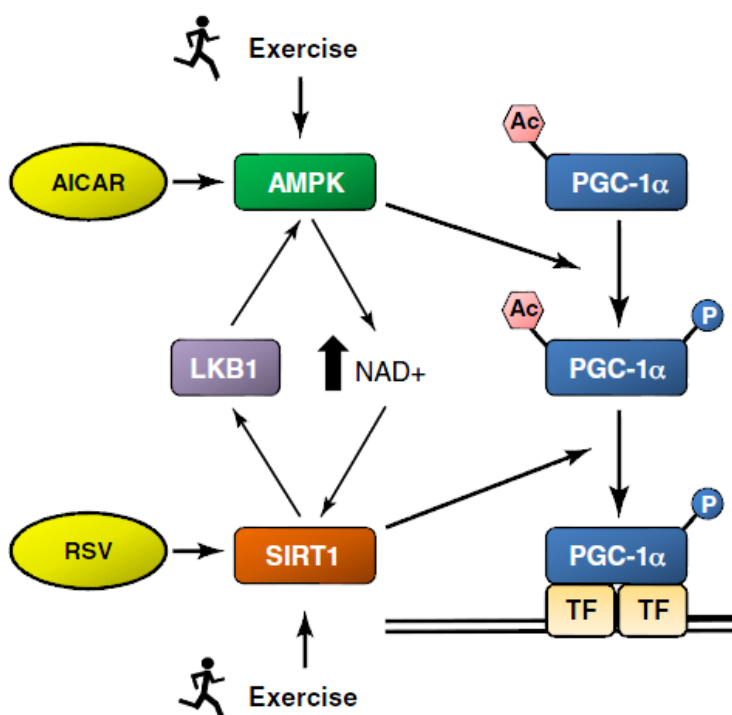 Exercise
Ac
AICAR
AMPK
PGC-1α
Ac
P
LKB1
NAD+
PGC-1α
P
RSV
SIRT1
PGC-1α
TF
TF
Exercise